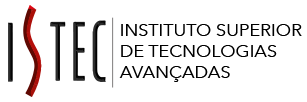 ISTEC
INSTITUTO SUPERIOR
DE TECNOLOGIAS
AVANÇADAS